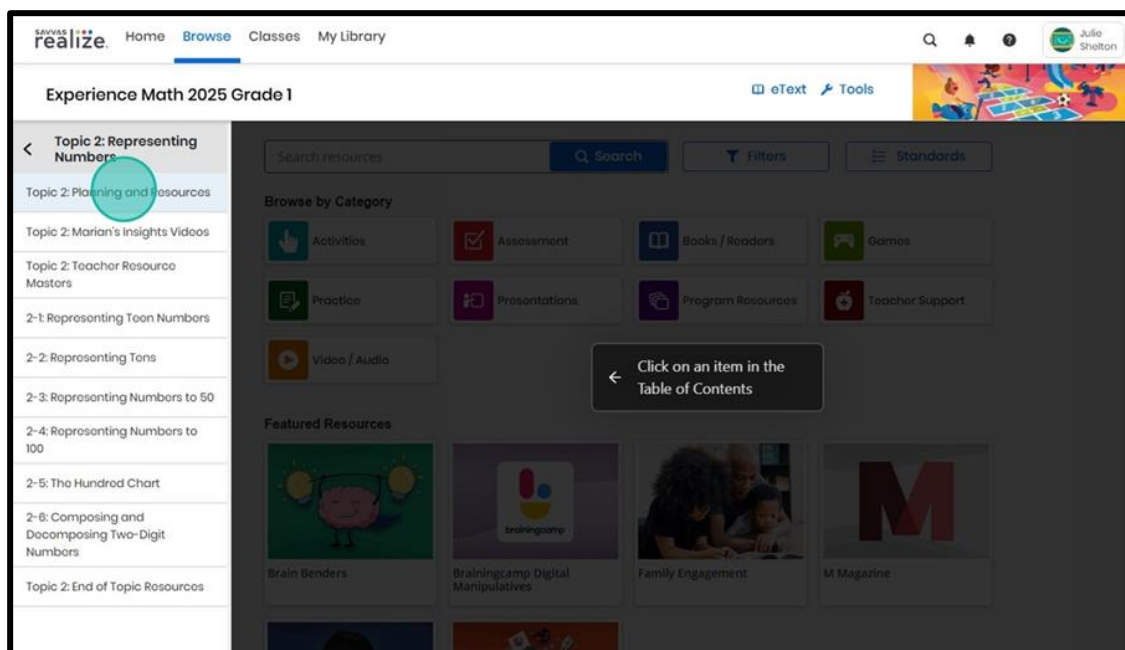 savvas
realize. Home Browse Classes My Library
Julie
Shelton
Experience Math 2025 Grade 1
eText Tools
Topic 2: Representing
Numbers
Topic 2: Planning and Resources
Topic 2: Marian's Insights Videos
Topic 2: Teacher Resource
Masters
2-1: Representing Teen Numbers
2-2: Representing Tens
2-3: Representing Numbers to 50
2-4: Representing Numbers to
100
2-5: The Hundred Chart
2-6: Composing and
Decomposing Two-Digit
Numbers
Topic 2: End of Topic Resources
Search resources Search Filters Standards
Browse by Category
Activities Assessment Books / Readers Games
Practice Presentations Program Resources Teacher Support
Video / Audio
Click on an item in the
Table of Contents
Featured Resources
brainingcamp
M
Brain Benders Brainingcamp Digital
Manipulatives Family Engagement M Magazine